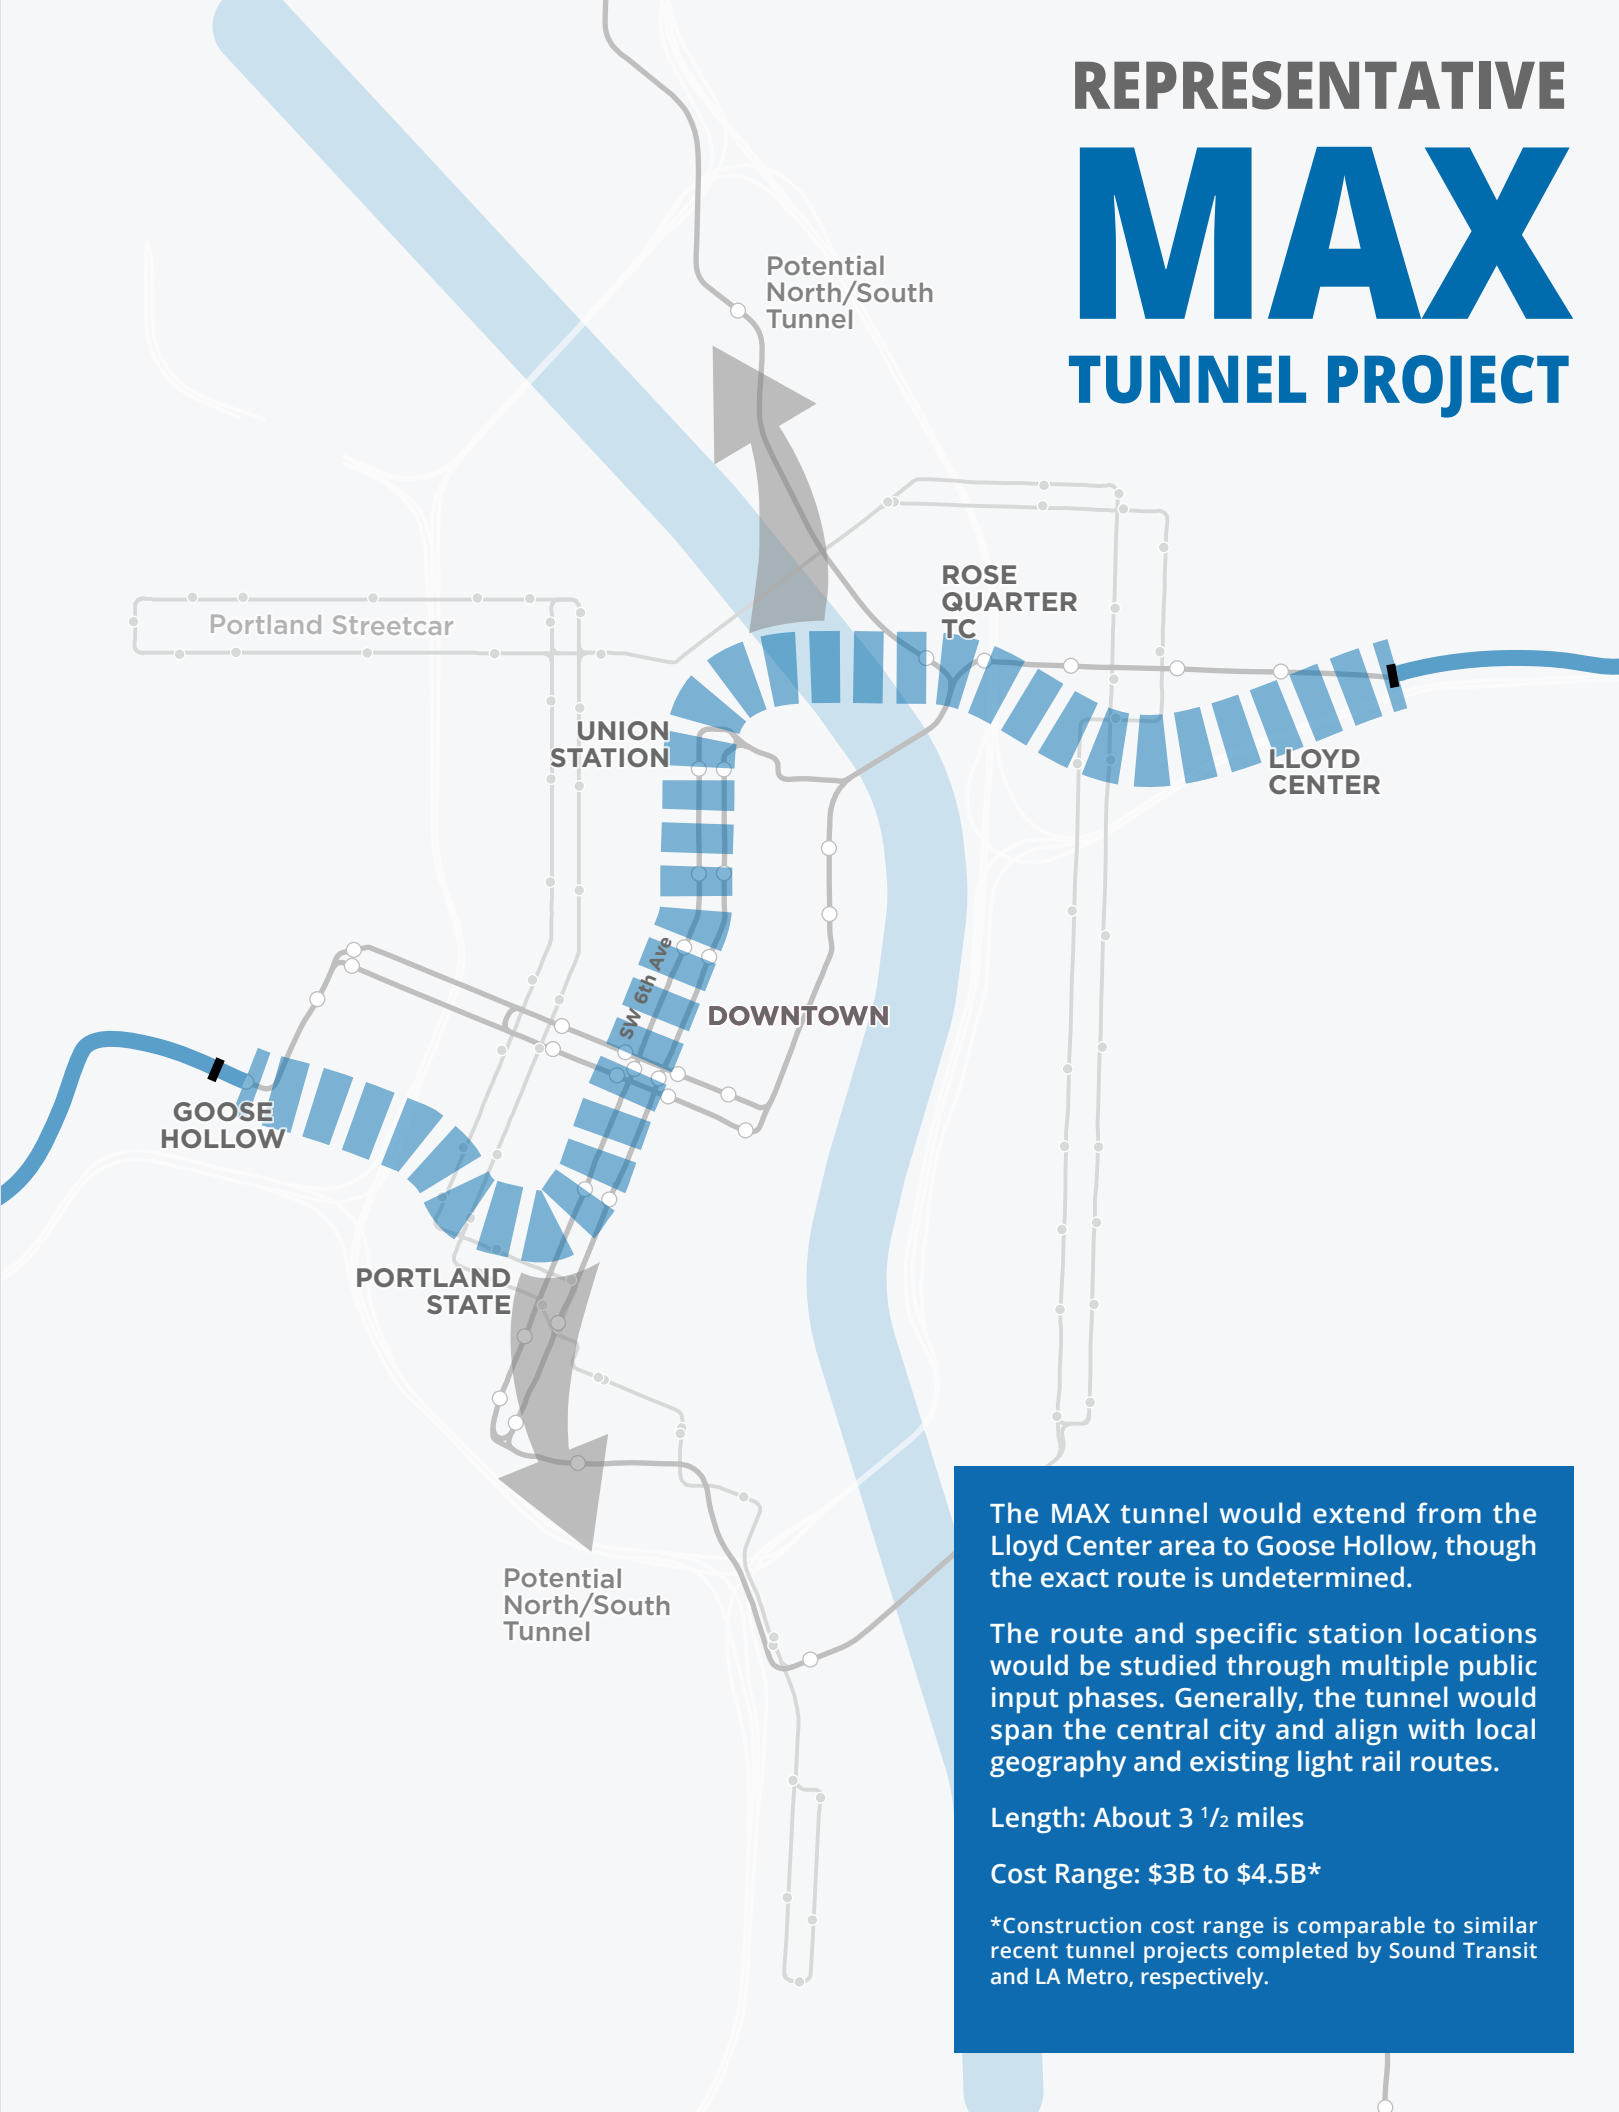 REPRESENTATIVE
MAX
TUNNEL PROJECT
Potential
North/South
Tunnel
ROSE
QUARTER
TC
Portland Streetcar
UNION
STATION
LLOYD
CENTER
SW 6th Ave
DOWNTOWN
GOOSE
HOLLOW
PORTLAND
STATE
Potential
North/South
Tunnel
The MAX tunnel would extend from the
Lloyd Center area to Goose Hollow, though
the exact route is undetermined.
The route and specific station locations
would be studied through multiple public
input phases. Generally, the tunnel would
span the central city and align with local
geography and existing light rail routes.
Length: About 3 1/2 miles
Cost Range: $3B to $4.5B*
*Construction cost range is comparable to similar
recent tunnel projects completed by Sound Transit
and LA Metro, respectively.